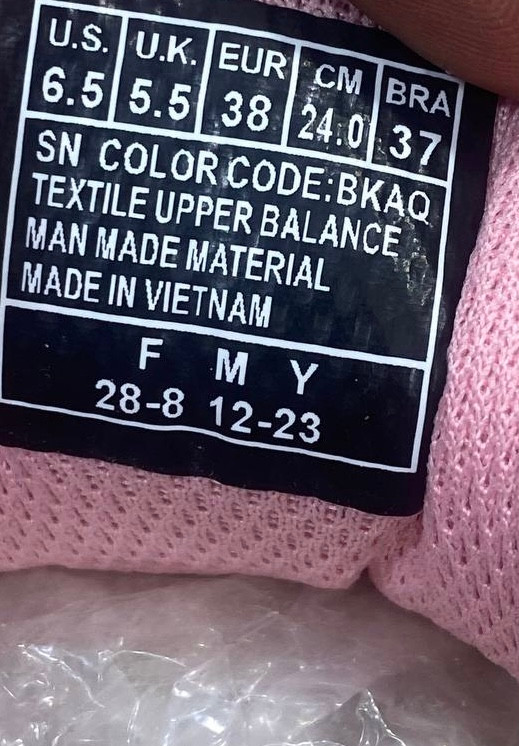 U.S. U.K. EUR CM BRA
6.5 5.5 38 24.0 37
SN COLOR CODE:BKAQ
TEXTILE UPPER BALANCE
MAN MADE MATERIAL
MADE IN VIETNAM
F M Y
28-8 12-23